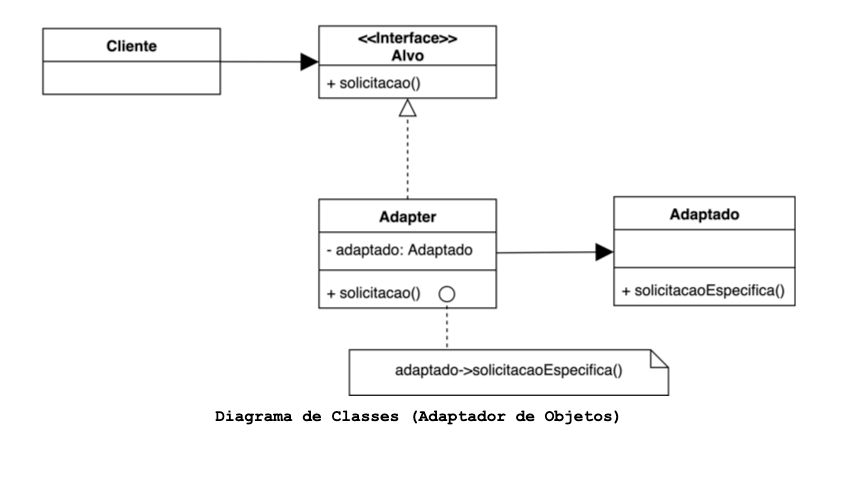 Cliente
<<Interface>>
Alvo
+ solicitacao()
Adapter
- adaptado: Adaptado
+ solicitacao()
Adaptado
+ solicitacaoEspecifica()
adaptado->solicitacaoEspecifica()
Diagrama de Classes (Adaptador de Objetos)